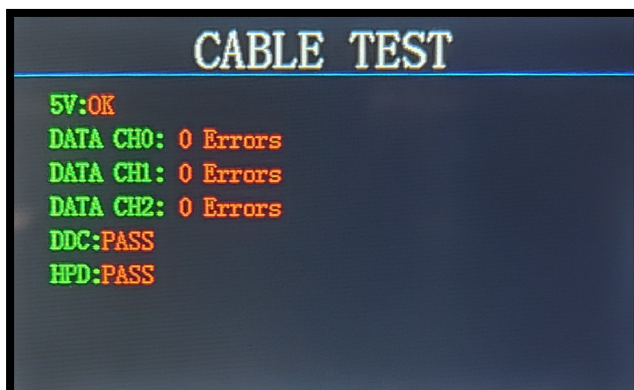 CABLE TEST
5V:OK
DATA CH0: 0 Errors
DATA CH1: 0 Errors
DATA CH2: 0 Errors
DDC:PASS
HPD:PASS